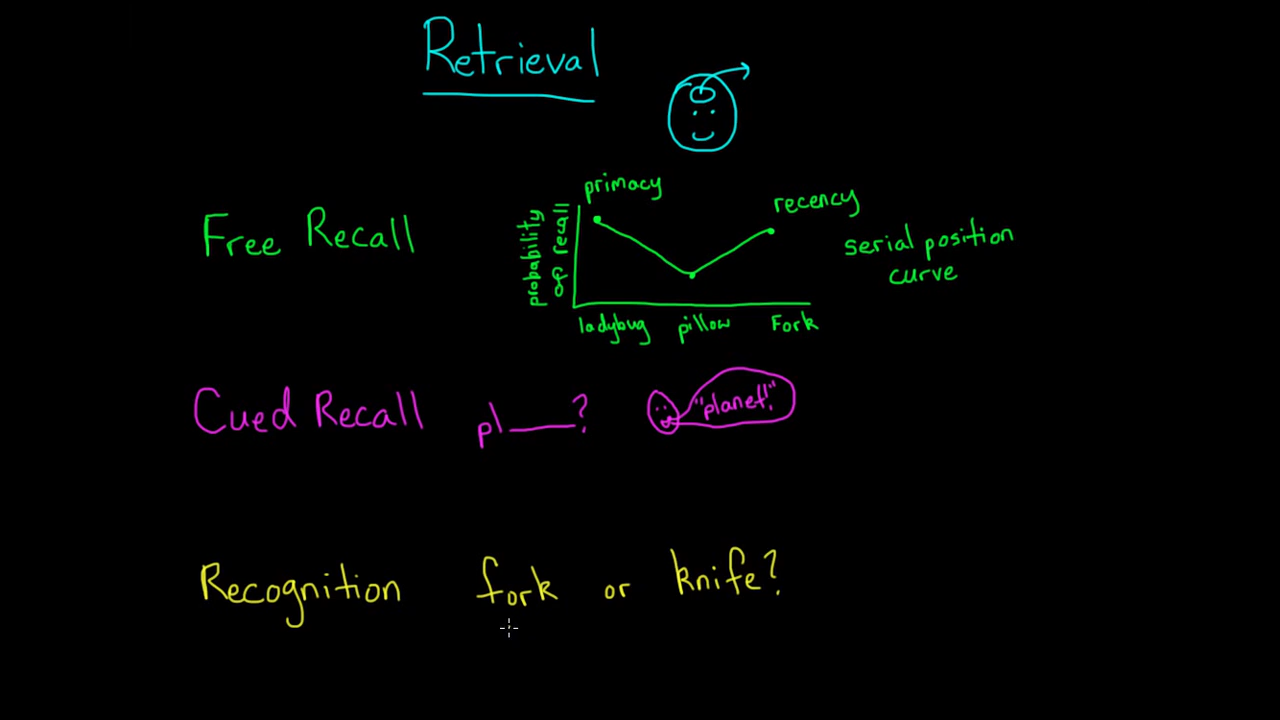 Retrieval
Free Recall
probability
of recall
primacy
recency
serial position
curve
ladybug pillow Fork
Cued Recall pl___? "planet!"
Recognition fork or knife?